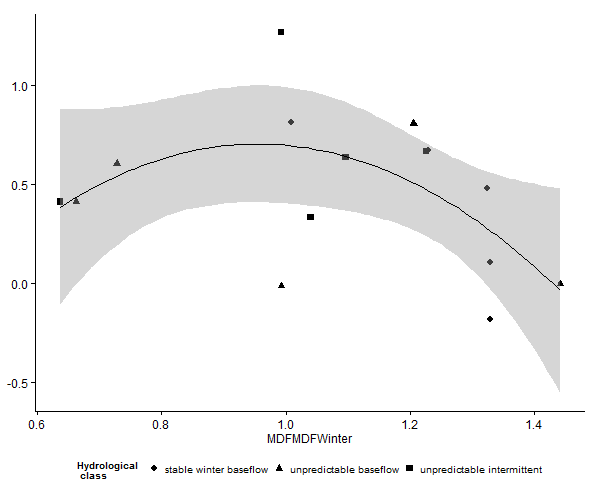 1.0
0.5
0.0
-0.5
0.6 0.8 1.0 1.2 1.4
MDFMDFWinter
Hydrological
class
stable winter baseflow unpredictable baseflow unpredictable intermittent